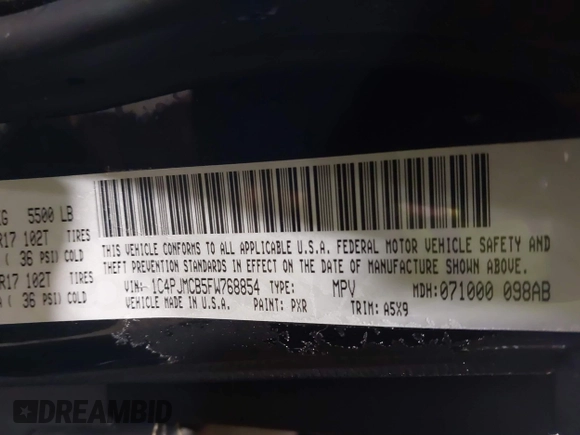 G 5500 LB
R17 102T TIRES
( 36 PSI) COLD
R17 102T TIRES
( 36 PSI) COLD
THIS VEHICLE CONFORMS TO ALL APPLICABLE U.S.A. FEDERAL MOTOR VEHICLE SAFETY AND
THEFT PREVENTION STANDARDS IN EFFECT ON THE DATE OF MANUFACTURE SHOWN ABOVE.
VIN: 1C4PJMCB5FW768854 TYPE: MPV MDH: 071000 098AB
VEHICLE MADE IN U.S.A. PAINT: PXR TRIM: A5X9
DREAMBID